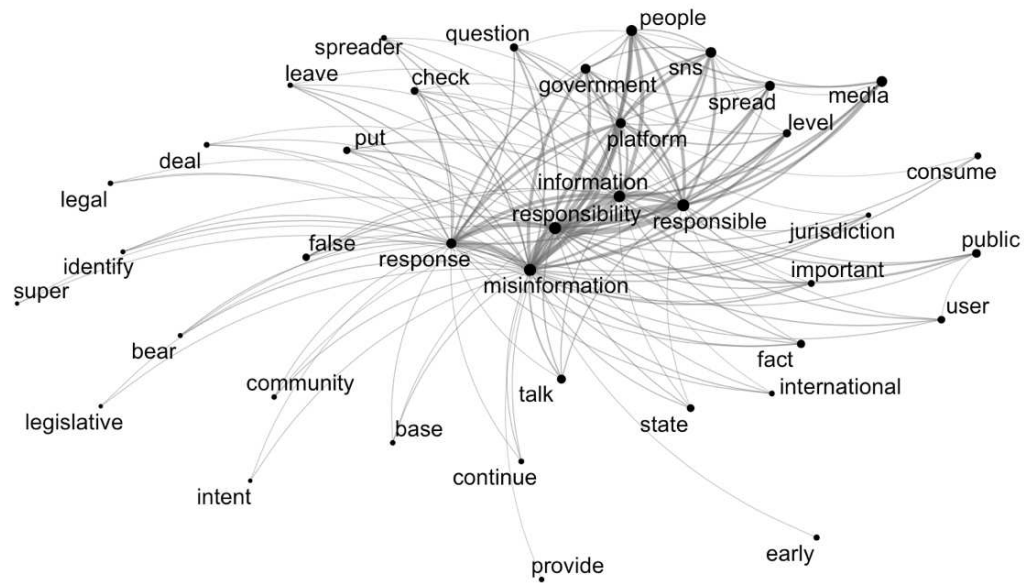 people
question
spreader
sns
leave
check
government
media
spread
level
put
platform
deal
consume
information
legal
responsibility
responsible
jurisdiction
false
public
response
identify
important
misinformation
super
user
bear
fact
community
international
talk
legislative
state
base
continue
intent
early
provide